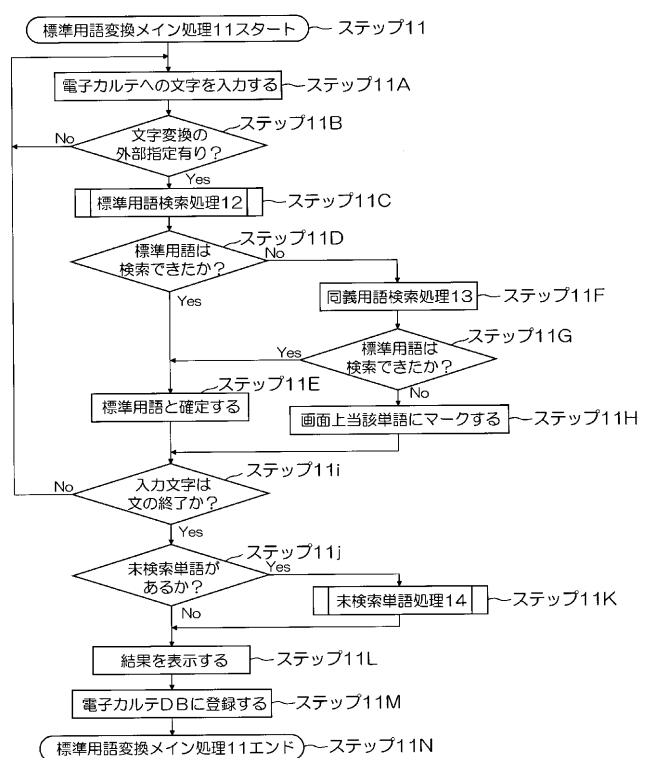 標準用語変換メイン処理11スタート ステップ11
電子カルテへの文字を入力する ステップ11A
ステップ11B
文字変換の
外部指定有り?
No
Yes
標準用語検索処理12 ステップ11C
ステップ11D
標準用語は
検索できたか?
No
Yes
同義用語検索処理13 ステップ11F
ステップ11G
標準用語は
検索できたか?
Yes
No
ステップ11E
標準用語と確定する
画面上当該単語にマークする ステップ11H
ステップ11i
入力文字は
文の終了か?
No
Yes
ステップ11j
未検索単語が
あるか?
Yes
No
未検索単語処理14 ステップ11K
結果を表示する ステップ11L
電子カルテDBに登録する ステップ11M
標準用語変換メイン処理11エンド ステップ11N